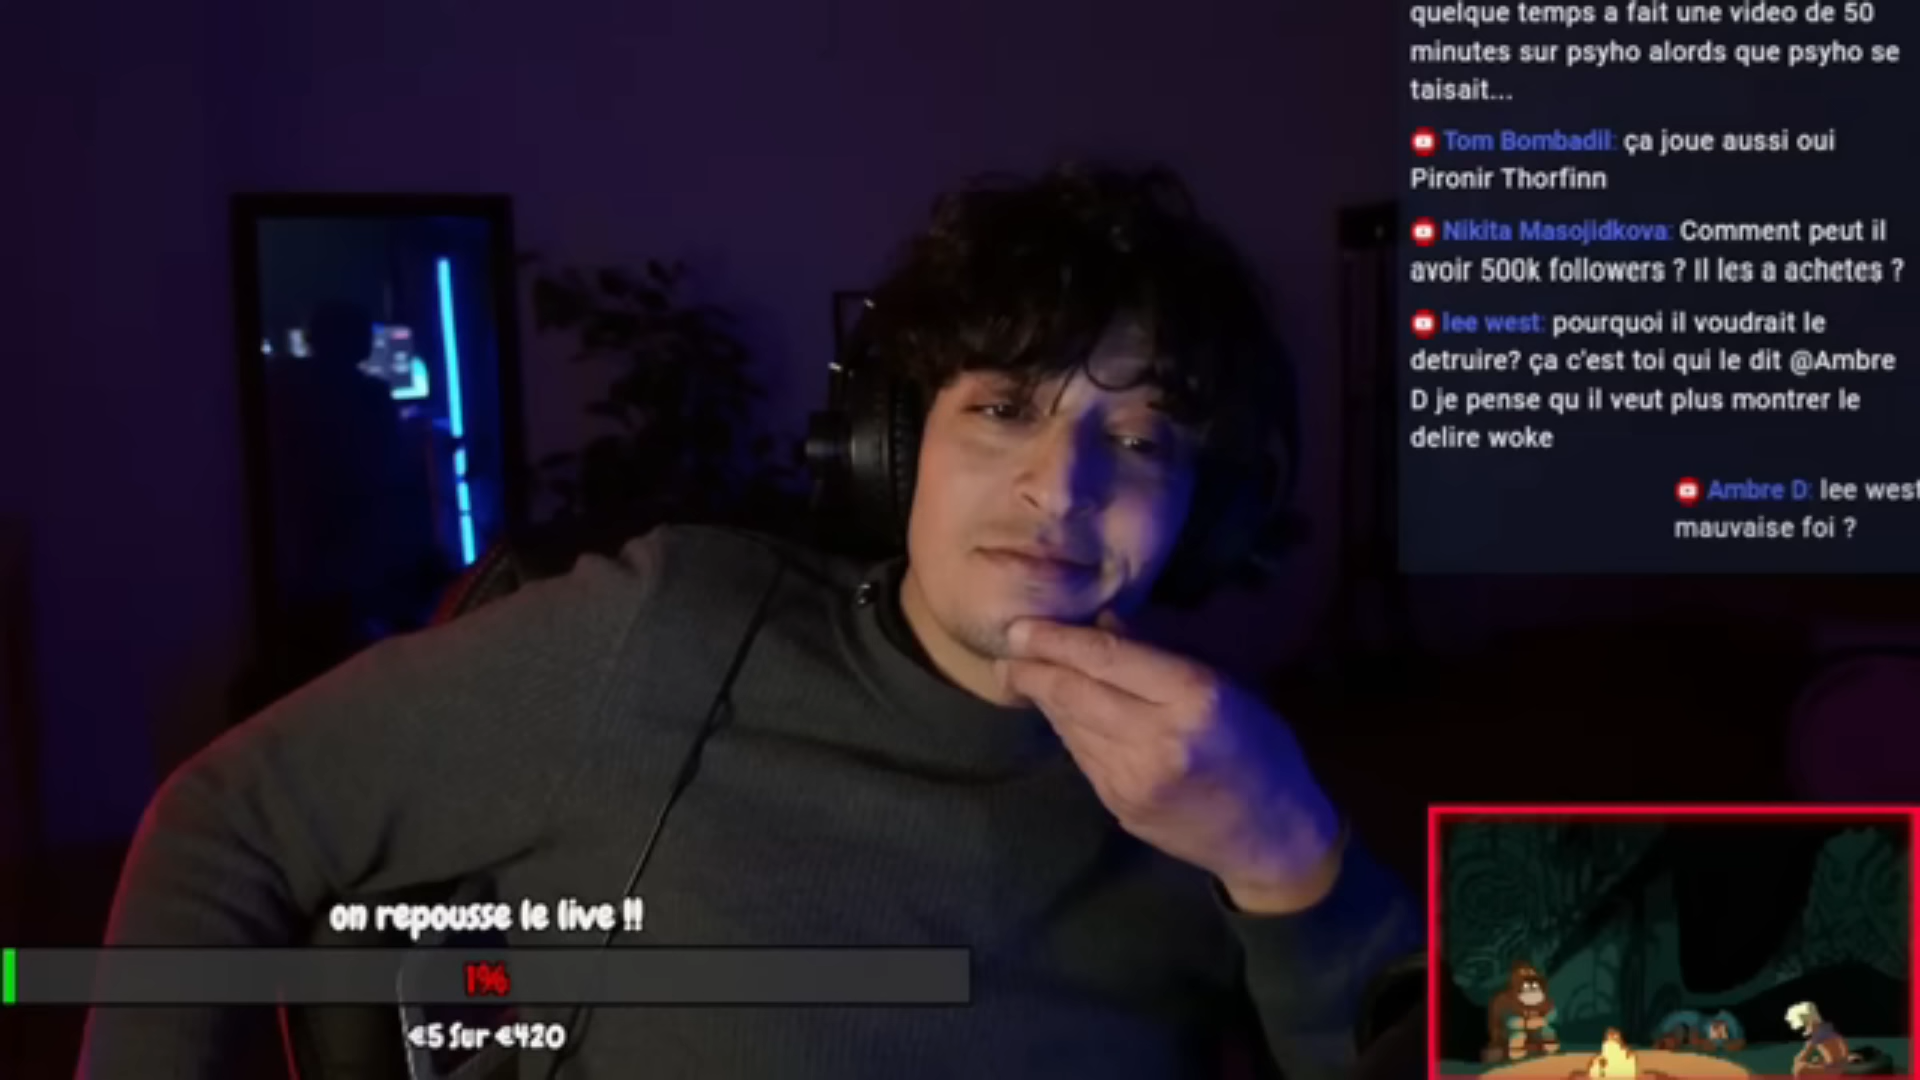 quelque temps a fait une video de 50
minutes sur psyho alords que psyho se
taisait...
Tom Bombadil: ça joue aussi oui
Pironir Thorfinn
Nikita Masojidkova: Comment peut il
avoir 500k followers ? Il les a achetes ?
lee west: pourquoi il voudrait le
detruire? ça c'est toi qui le dit @Ambre
D je pense qu il veut plus montrer le
delire woke
Ambre D: lee west
mauvaise foi ?
on repousse le live !!
1%
€5 Sur €420